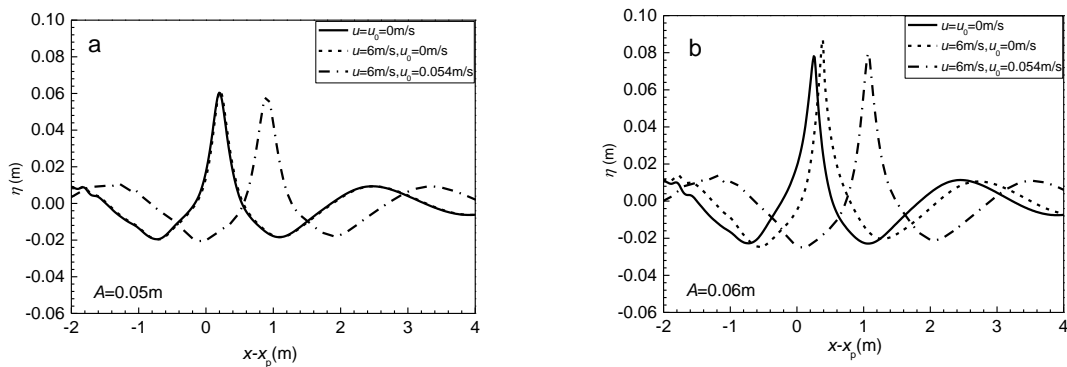 a
u=u₀=0m/s
u=6m/s,u₀=0m/s
u=6m/s,u₀=0.054m/s
0.10
0.08
0.06
0.04
0.02
0.00
-0.02
-0.04
-0.06
η (m)
A=0.05m
-2 -1 0 1 2 3 4
x-xₚ(m)
b
u=u₀=0m/s
u=6m/s,u₀=0m/s
u=6m/s,u₀=0.054m/s
0.10
0.08
0.06
0.04
0.02
0.00
-0.02
-0.04
-0.06
η (m)
A=0.06m
-2 -1 0 1 2 3 4
x-xₚ(m)